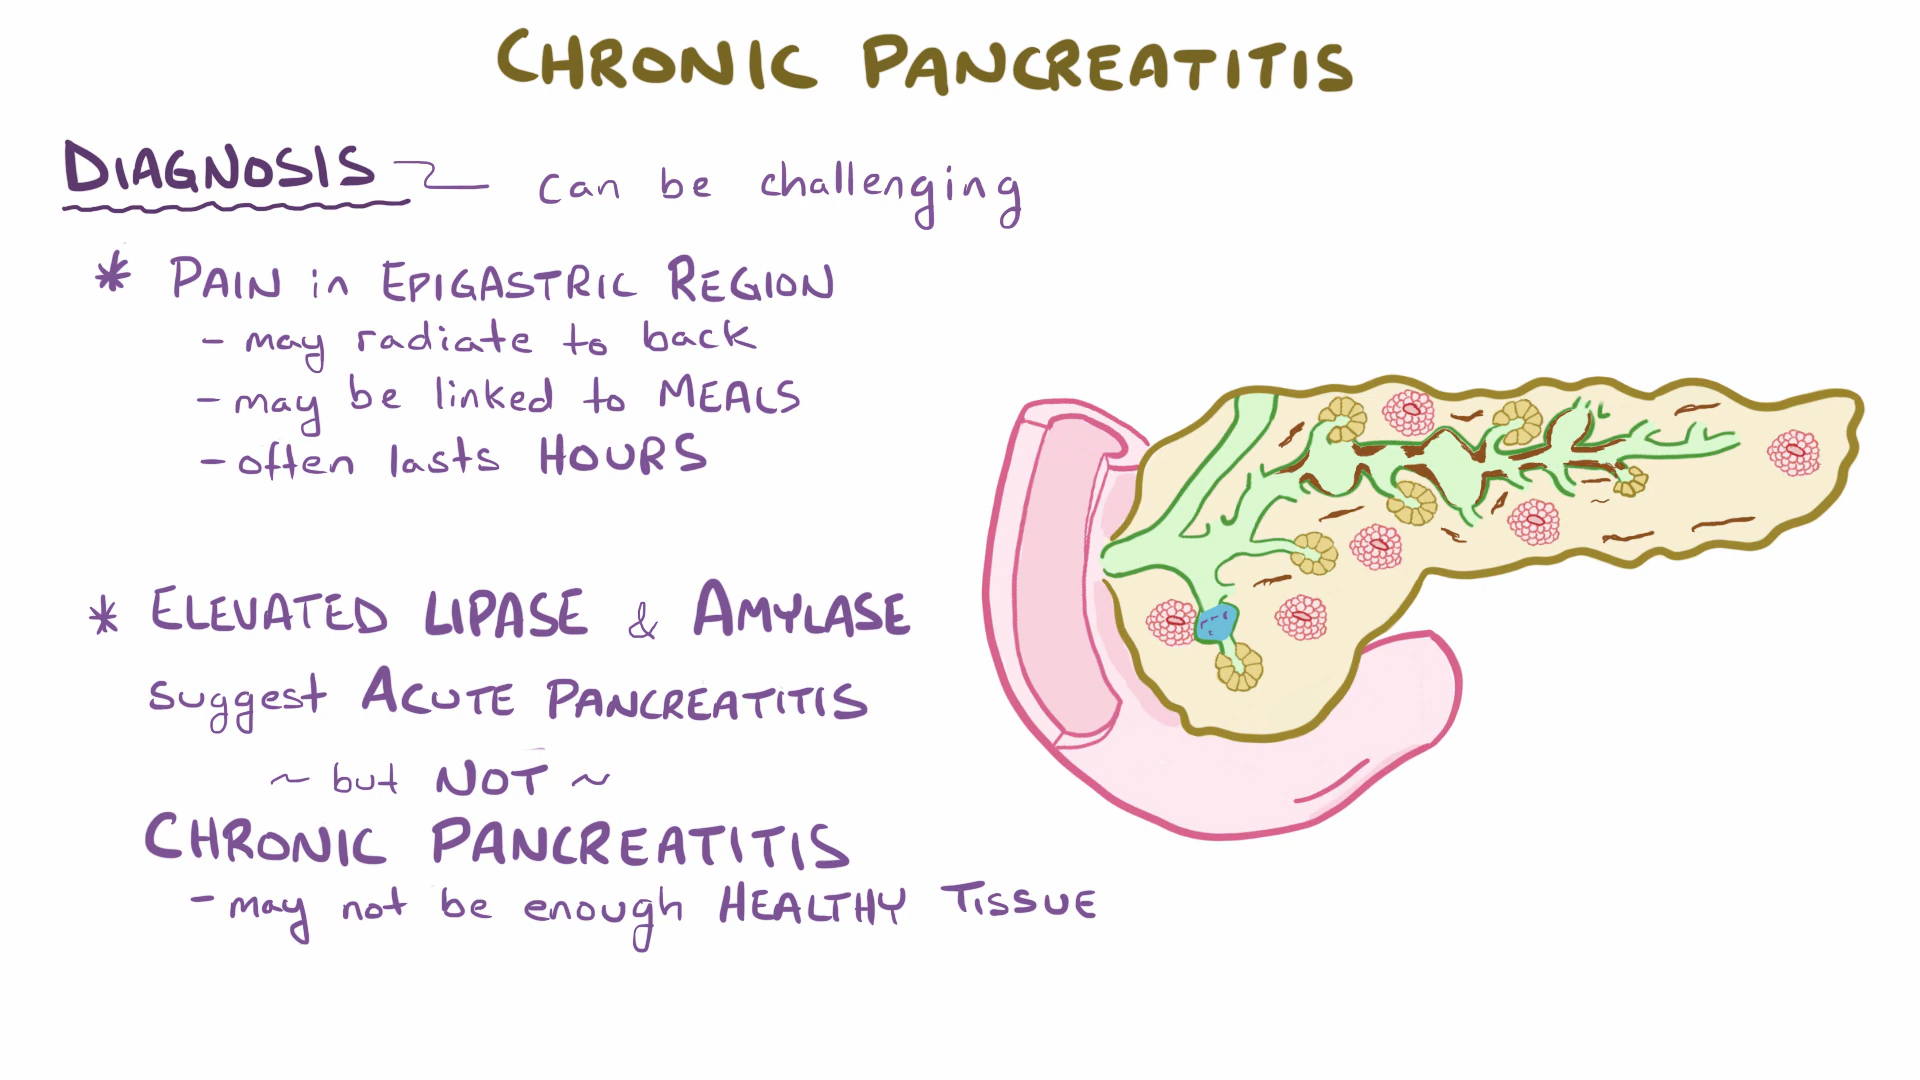 CHRONIC PANCREATITIS
DIAGNOSIS can be challenging
* PAIN in EPIGASTRIC REGION
- may radiate to back
- may be linked to MEALS
- often lasts HOURS
* ELEVATED LIPASE & AMYLASE
suggest ACUTE PANCREATITIS
~ but NOT ~
CHRONIC PANCREATITIS
- may not be enough HEALTHY TISSUE